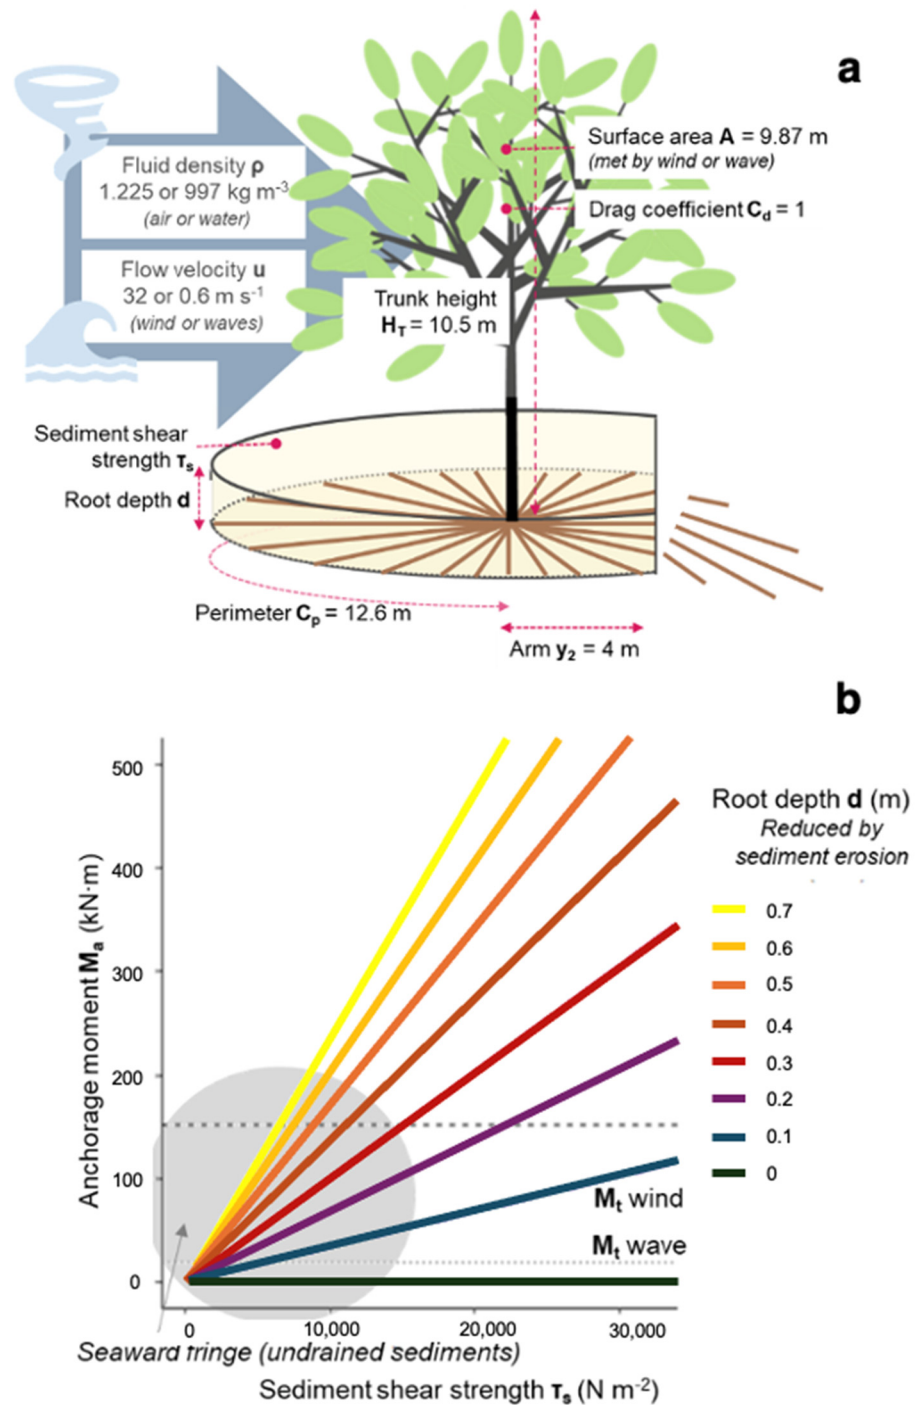 a
Surface area A = 9.87 m
(met by wind or wave)
Drag coefficient Cd = 1
Fluid density ρ
1.225 or 997 kg m-3
(air or water)
Flow velocity u
32 or 0.6 m s-1
(wind or waves)
Trunk height
HT = 10.5 m
Sediment shear
strength τs
Root depth d
Perimeter Cp = 12.6 m
Arm y2 = 4 m
b
Anchorage moment Ma (kN·m)
500
400
300
200
100
0
Root depth d (m)
Reduced by
sediment erosion
0.7
0.6
0.5
0.4
0.3
0.2
0.1
0
Mt wind
Mt wave
0
10,000
20,000
30,000
Seaward fringe (undrained sediments)
Sediment shear strength τs (N m-2)